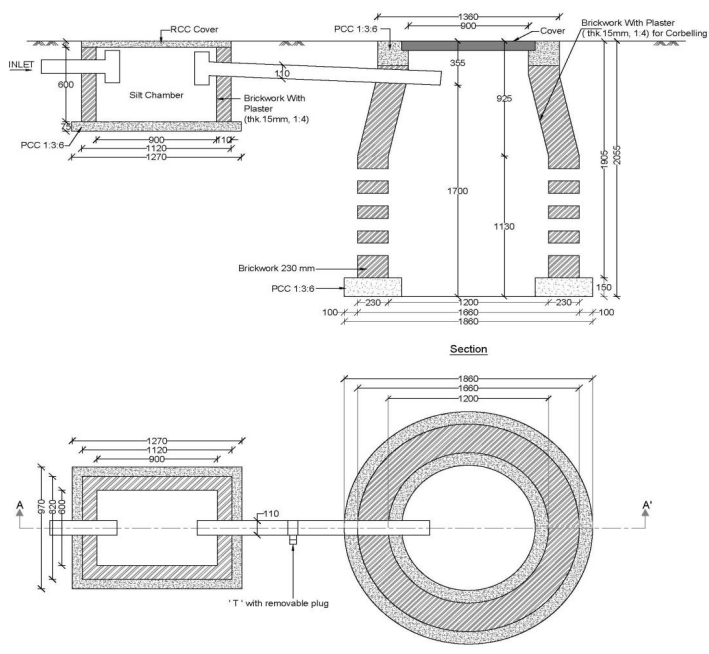 RCC Cover
INLET
600
75
Silt Chamber
110
Brickwork With
Plaster
(thk.15mm, 1:4)
PCC 1:3:6
900
110
1120
1270
1360
900
PCC 1:3:6
Cover
Brickwork With Plaster
( thk.15mm, 1:4) for Corbelling
355
925
1700
1130
1905
2055
150
Brickwork 230 mm
PCC 1:3:6
230
1200
230
100
1660
100
1860
Section
1860
1660
1200
1270
1120
900
970
820
600
110
A
A'
' T ' with removable plug